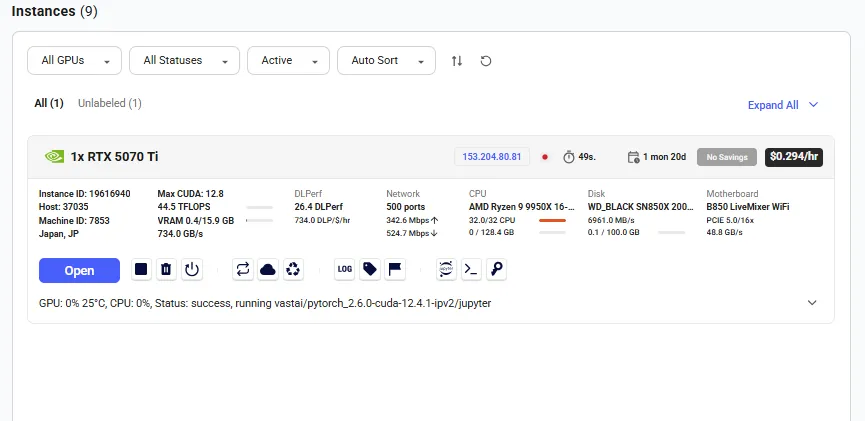 Instances (9)
All GPUs
All Statuses
Active
Auto Sort
All (1) Unlabeled (1)
Expand All
1x RTX 5070 Ti
153.204.80.81
49s.
1 mon 20d
No Savings
$0.294/hr
Instance ID: 19616940
Host: 37035
Machine ID: 7853
Japan, JP
Max CUDA: 12.8
44.5 TFLOPS
VRAM 0.4/15.9 GB
734.0 GB/s
DLPerf
26.4 DLPerf
734.0 DLP/$/hr
Network
500 ports
342.6 Mbps
524.7 Mbps
CPU
AMD Ryzen 9 9950X 16-...
32.0/32 CPU
0 / 128.4 GB
Disk
WD_BLACK SN850X 200...
6961.0 MB/s
0.1 / 100.0 GB
Motherboard
B850 LiveMixer WiFi
PCIE 5.0/16x
48.8 GB/s
Open
LOG
jupyter
GPU: 0% 25°C, CPU: 0%, Status: success, running vastai/pytorch_2.6.0-cuda-12.4.1-ipv2/jupyter